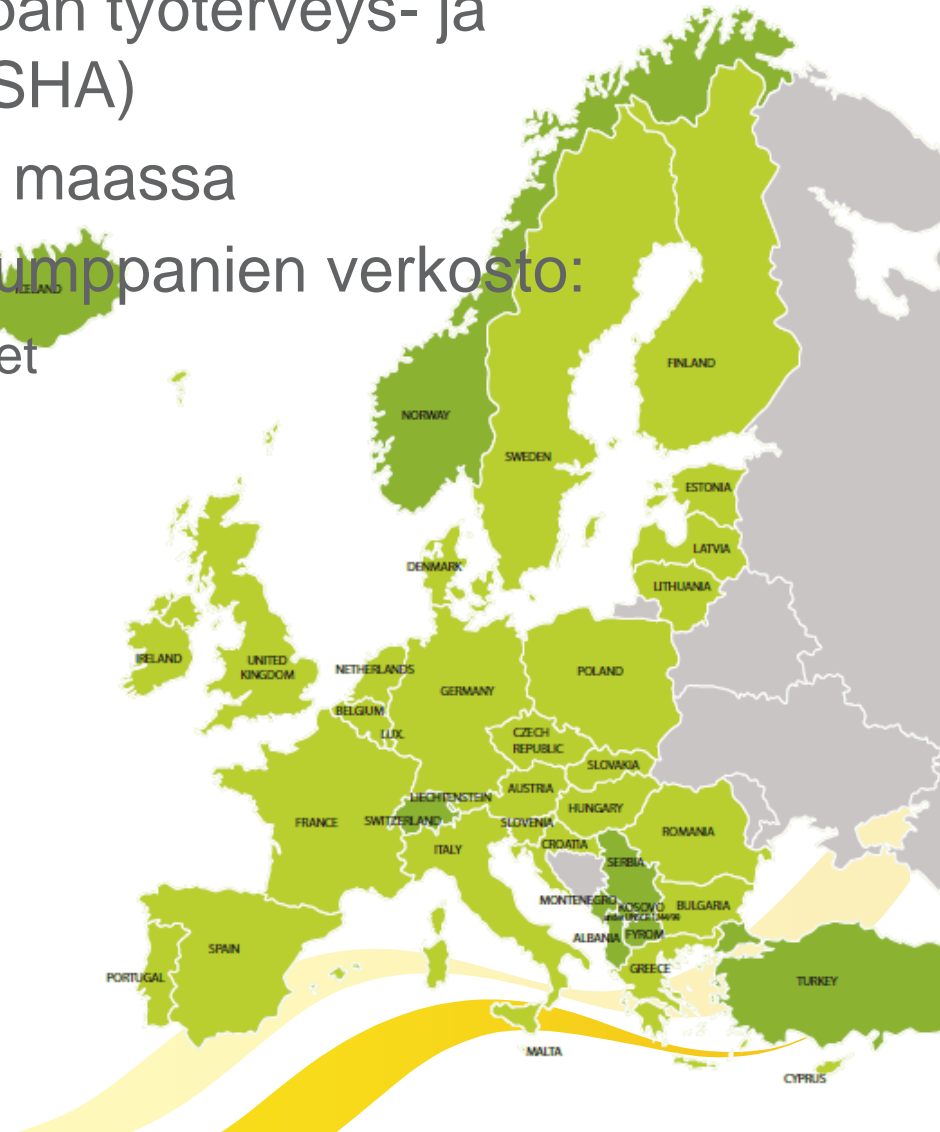 pan työterveys- ja
SHA)
maassa
umppanien verkosto:
et
ICELAND
FINLAND
NORWAY
SWEDEN
ESTONIA
LATVIA
DENMARK
LITHUANIA
IRELAND
UNITED
KINGDOM
NETHERLANDS
POLAND
GERMANY
BELGIUM
LUX.
CZECH
REPUBLIC
SLOVAKIA
AUSTRIA
LIECHTENSTEIN
HUNGARY
FRANCE
SWITZERLAND
SLOVENIA
ROMANIA
CROATIA
ITALY
SERBIA
MONTENEGRO
KOSOVO
BULGARIA
ALBANIA
FYROM
SPAIN
GREECE
PORTUGAL
TURKEY
MALTA
CYPRUS